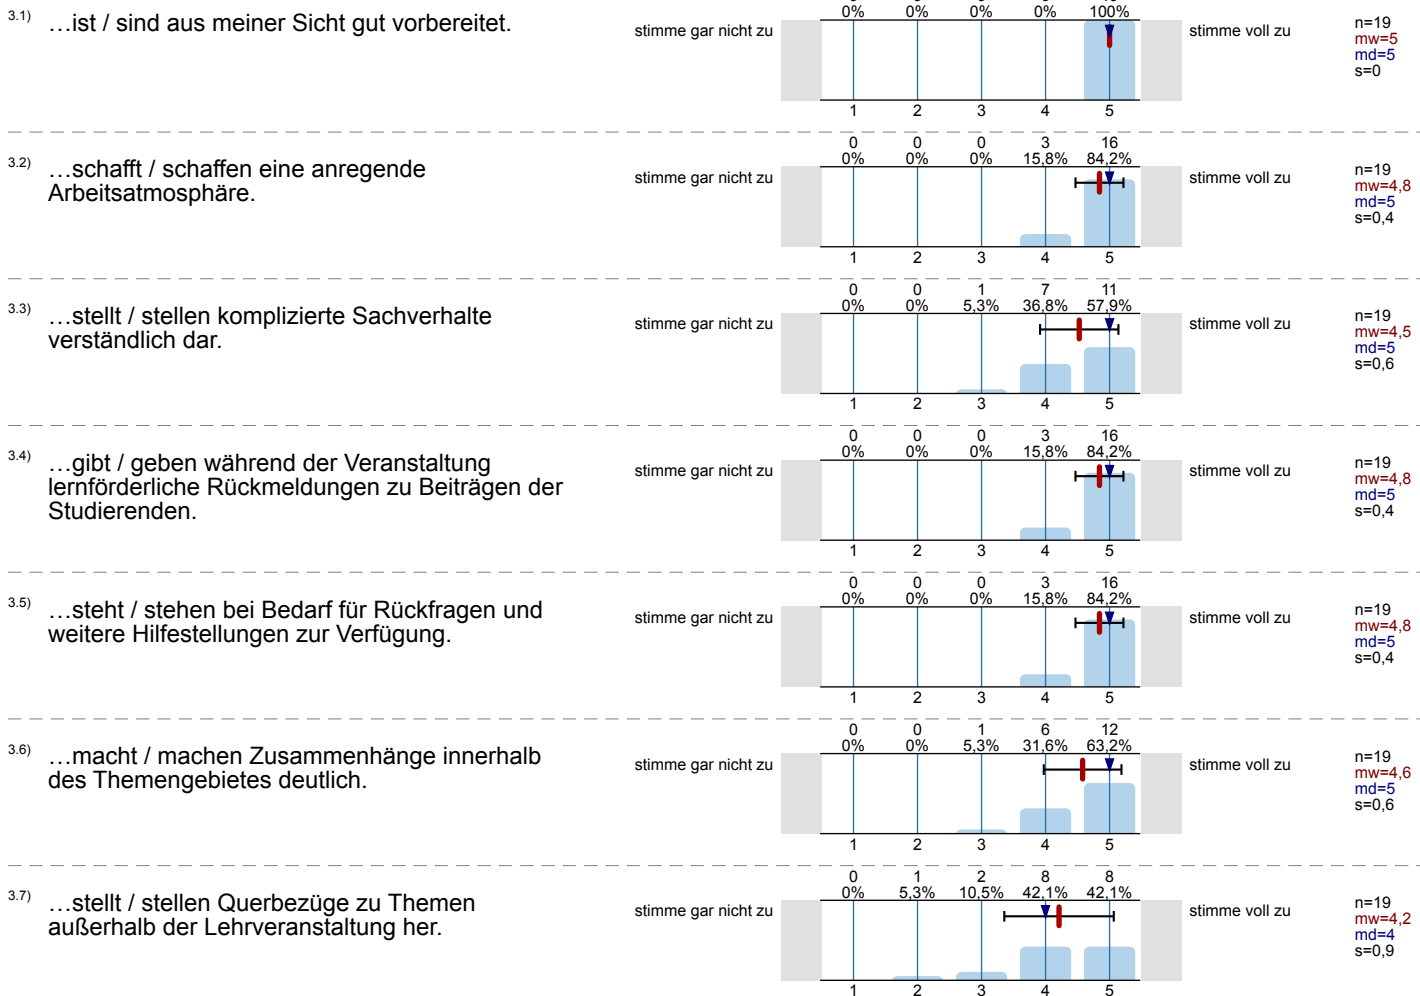 0 0 0 0 19
0% 0% 0% 0% 100%
3.1) …ist / sind aus meiner Sicht gut vorbereitet.
stimme gar nicht zu stimme voll zu
n=19
mw=5
md=5
s=0
1 2 3 4 5
0 0 0 3 16
0% 0% 0% 15,8% 84,2%
3.2) …schafft / schaffen eine anregende
Arbeitsatmosphäre.
stimme gar nicht zu stimme voll zu
n=19
mw=4,8
md=5
s=0,4
1 2 3 4 5
0 0 1 7 11
0% 0% 5,3% 36,8% 57,9%
3.3) …stellt / stellen komplizierte Sachverhalte
verständlich dar.
stimme gar nicht zu stimme voll zu
n=19
mw=4,5
md=5
s=0,6
1 2 3 4 5
0 0 0 3 16
0% 0% 0% 15,8% 84,2%
3.4) …gibt / geben während der Veranstaltung
lernförderliche Rückmeldungen zu Beiträgen der
Studierenden.
stimme gar nicht zu stimme voll zu
n=19
mw=4,8
md=5
s=0,4
1 2 3 4 5
0 0 0 3 16
0% 0% 0% 15,8% 84,2%
3.5) …steht / stehen bei Bedarf für Rückfragen und
weitere Hilfestellungen zur Verfügung.
stimme gar nicht zu stimme voll zu
n=19
mw=4,8
md=5
s=0,4
1 2 3 4 5
0 0 1 6 12
0% 0% 5,3% 31,6% 63,2%
3.6) …macht / machen Zusammenhänge innerhalb
des Themengebietes deutlich.
stimme gar nicht zu stimme voll zu
n=19
mw=4,6
md=5
s=0,6
1 2 3 4 5
0 1 2 8 8
0% 5,3% 10,5% 42,1% 42,1%
3.7) …stellt / stellen Querbezüge zu Themen
außerhalb der Lehrveranstaltung her.
stimme gar nicht zu stimme voll zu
n=19
mw=4,2
md=4
s=0,9
1 2 3 4 5